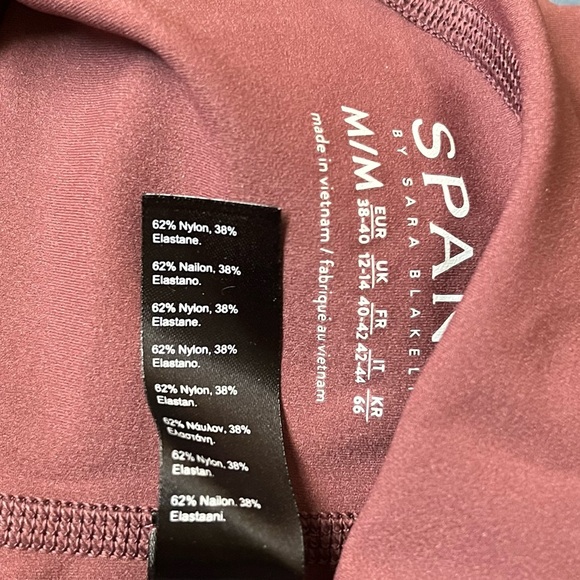 SPAN
BY SARA BLAKEL
M/M
EUR UK FR IT KR
38-40 12-14 40-42 42-44 66
made in vietnam / fabriqué au vietnam
62% Nylon, 38%
Elastane.
62% Nailon, 38%
Elastano.
62% Nylon, 38%
Elastane.
62% Nylon, 38%
Elastano.
62% Nylon, 38%
Elastan.
62% Νάυλον, 38%
Ελαστάνη.
62% Nylon, 38%
Elastan.
62% Nailon, 38%
Elastaani.